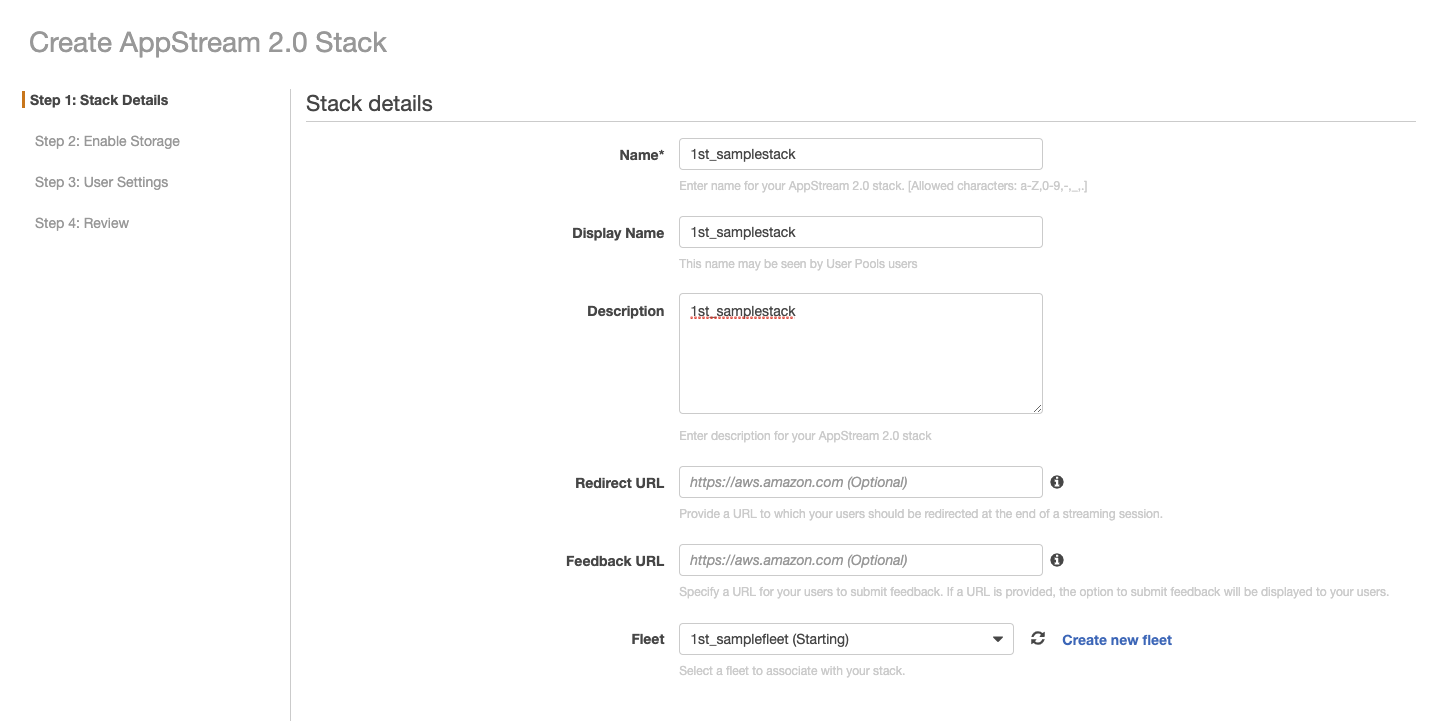 Create AppStream 2.0 Stack
Step 1: Stack Details
Step 2: Enable Storage
Step 3: User Settings
Step 4: Review
Stack details
Name* 1st_samplestack
Enter name for your AppStream 2.0 stack. [Allowed characters: a-Z,0-9,-,_,.]
Display Name 1st_samplestack
This name may be seen by User Pools users
Description 1st_samplestack
Enter description for your AppStream 2.0 stack
Redirect URL https://aws.amazon.com (Optional)
Provide a URL to which your users should be redirected at the end of a streaming session.
Feedback URL https://aws.amazon.com (Optional)
Specify a URL for your users to submit feedback. If a URL is provided, the option to submit feedback will be displayed to your users.
Fleet 1st_samplefleet (Starting) Create new fleet
Select a fleet to associate with your stack.